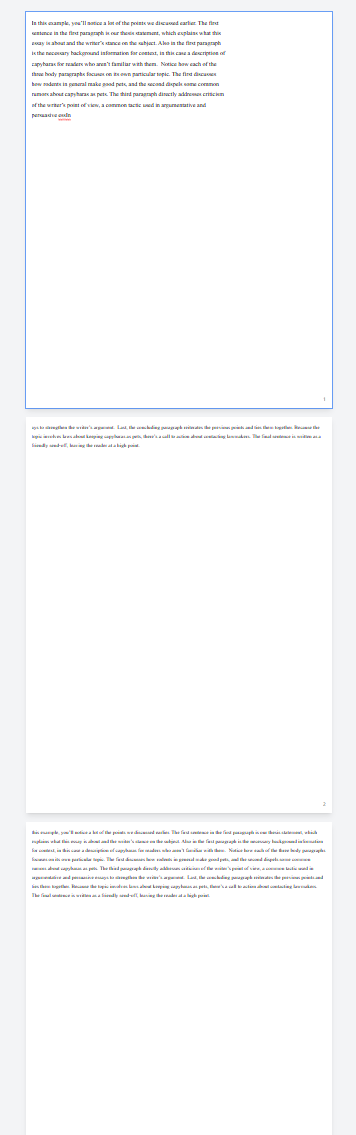 In this example, you'll notice a lot of the points we discussed earlier. The first
sentence in the first paragraph is our thesis statement, which explains what this
essay is about and the writer's stance on the subject. Also in the first paragraph
is the necessary background information for context, in this case a description of
capybaras for readers who aren't familiar with them.  Notice how each of the
three body paragraphs focuses on its own particular topic. The first discusses
how rodents in general make good pets, and the second dispels some common
rumors about capybaras as pets. The third paragraph directly addresses criticism
of the writer's point of view, a common tactic used in argumentative and
persuasive essdn
1
ays to strengthen the writer's argument.  Last, the concluding paragraph reiterates the previous points and ties them together. Because the
topic involves laws about keeping capybaras as pets, there's a call to action about contacting lawmakers. The final sentence is written as a
friendly send-off, leaving the reader at a high point.
2
this example, you'll notice a lot of the points we discussed earlier. The first sentence in the first paragraph is our thesis statement, which
explains what this essay is about and the writer's stance on the subject. Also in the first paragraph is the necessary background information
for context, in this case a description of capybaras for readers who aren't familiar with them.  Notice how each of the three body paragraphs
focuses on its own particular topic. The first discusses how rodents in general make good pets, and the second dispels some common
rumors about capybaras as pets. The third paragraph directly addresses criticism of the writer's point of view, a common tactic used in
argumentative and persuasive essays to strengthen the writer's argument.  Last, the concluding paragraph reiterates the previous points and
ties them together. Because the topic involves laws about keeping capybaras as pets, there's a call to action about contacting lawmakers.
The final sentence is written as a friendly send-off, leaving the reader at a high point.